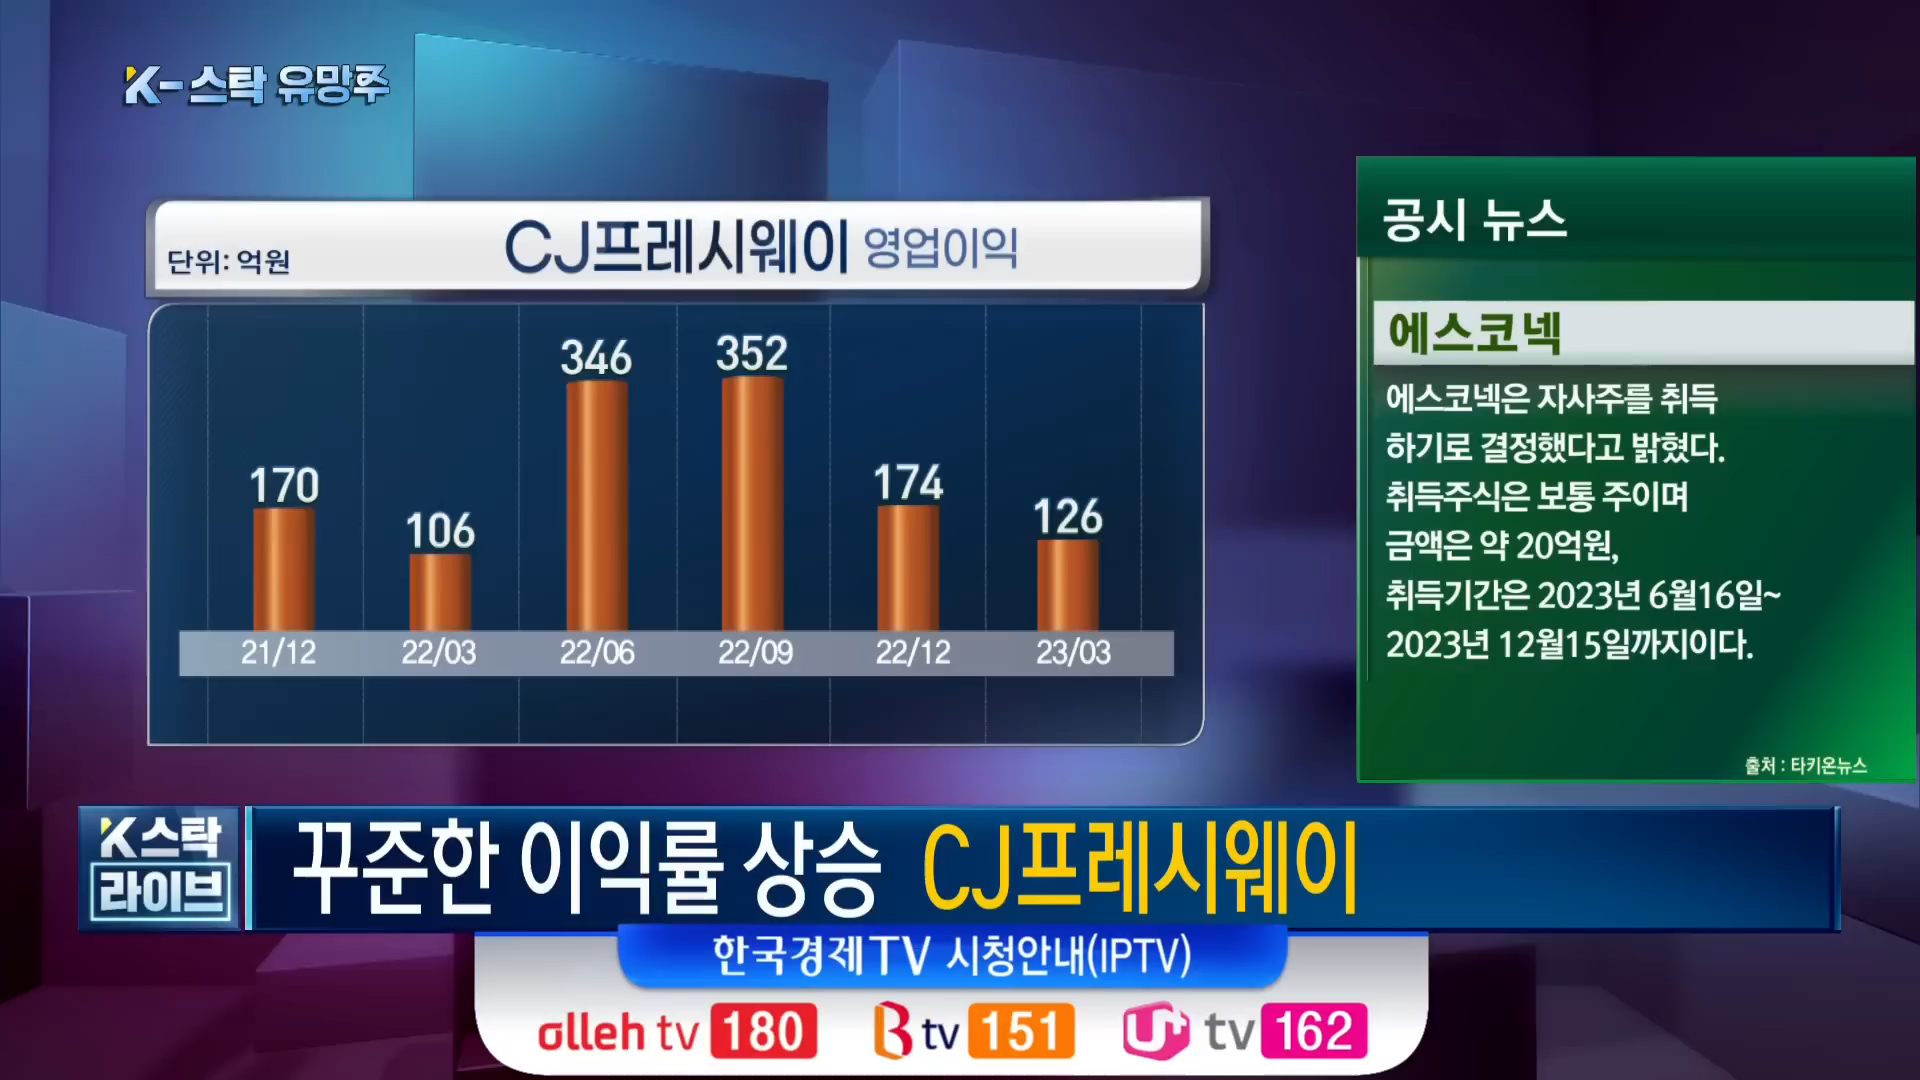 K-스탁 유망주
단위: 억원
CJ프레시웨이 영업이익
170
106
346
352
174
126
21/12
22/03
22/06
22/09
22/12
23/03
공시 뉴스
에스코넥
에스코넥은 자사주를 취득
하기로 결정했다고 밝혔다.
취득주식은 보통 주이며
금액은 약 20억원,
취득기간은 2023년 6월16일~
2023년 12월15일까지이다.
출처 : 타키온뉴스
K스탁
라이브
꾸준한 이익률 상승 CJ프레시웨이
한국경제TV 시청안내(IPTV)
olleh tv 180
B tv 151
U+ tv 162